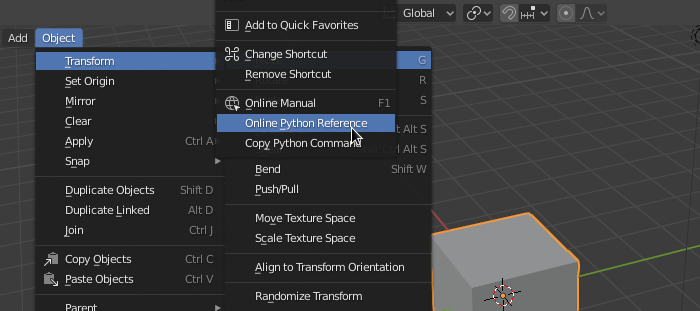 Global
Add
Object
Add to Quick Favorites
Change Shortcut
Remove Shortcut
Online Manual F1
Online Python Reference
Copy Python Command
Transform
Set Origin
Mirror
Clear
Apply Ctrl A
Snap
Duplicate Objects Shift D
Duplicate Linked Alt D
Join Ctrl J
Copy Objects Ctrl C
Paste Objects Ctrl V
Parent
G
R
S
Alt S
Ctrl Alt S
Bend Shift W
Push/Pull
Move Texture Space
Scale Texture Space
Align to Transform Orientation
Randomize Transform